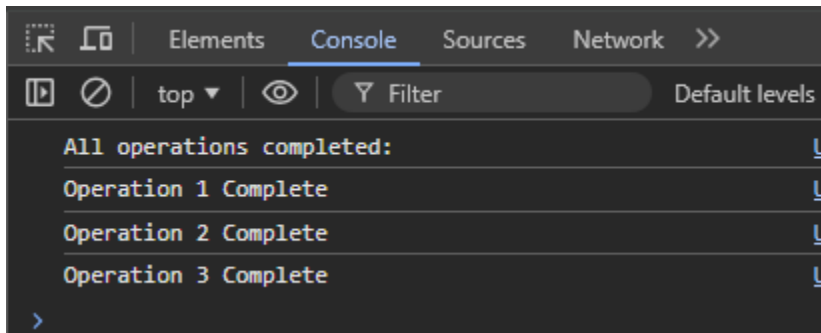 Elements Console Sources Network
top Filter Default levels
All operations completed:
Operation 1 Complete
Operation 2 Complete
Operation 3 Complete